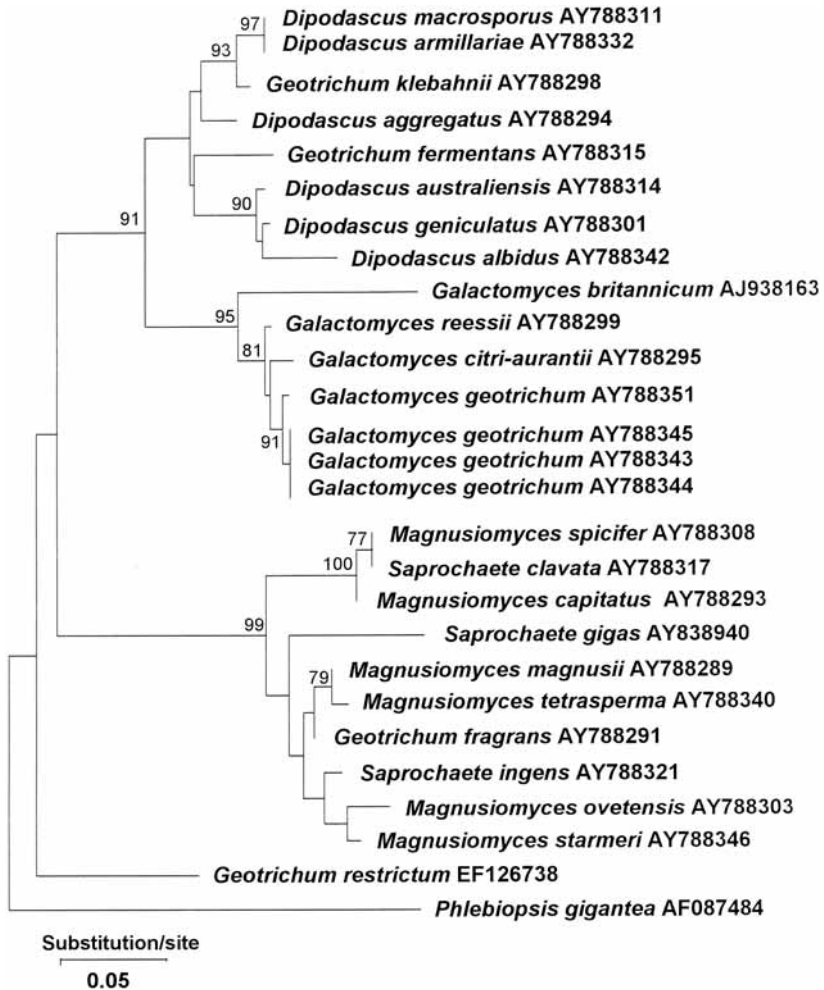 97
Dipodascus macrosporus AY788311
Dipodascus armillariae AY788332
93
Geotrichum klebahnii AY788298
Dipodascus aggregatus AY788294
Geotrichum fermentans AY788315
Dipodascus australiensis AY788314
90
91
Dipodascus geniculatus AY788301
Dipodascus albidus AY788342
Galactomyces britannicum AJ938163
95
Galactomyces reessii AY788299
81
Galactomyces citri-aurantii AY788295
Galactomyces geotrichum AY788351
Galactomyces geotrichum AY788345
91
Galactomyces geotrichum AY788343
Galactomyces geotrichum AY788344
Magnusiomyces spicifer AY788308
77
Saprochaete clavata AY788317
100
Magnusiomyces capitatus AY788293
99
Saprochaete gigas AY838940
Magnusiomyces magnusii AY788289
79
Magnusiomyces tetrasperma AY788340
Geotrichum fragrans AY788291
Saprochaete ingens AY788321
Magnusiomyces ovetensis AY788303
Magnusiomyces starmeri AY788346
Geotrichum restrictum EF126738
Phlebiopsis gigantea AF087484
Substitution/site
0.05